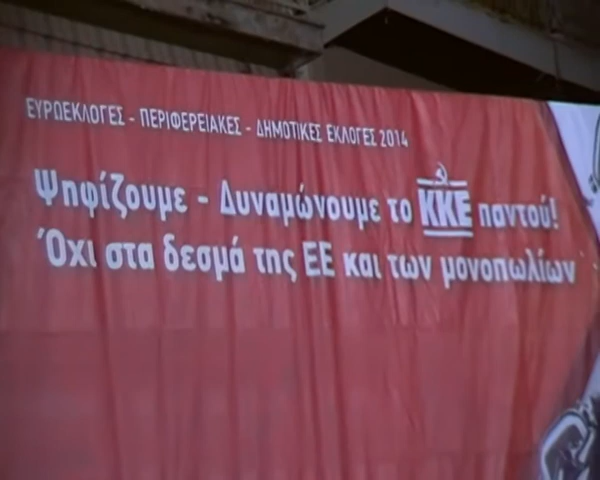 ΕΥΡΩΕΚΛΟΓΕΣ - ΠΕΡΙΦΕΡΕΙΑΚΕΣ - ΔΗΜΟΤΙΚΕΣ ΕΚΛΟΓΕΣ 2014
Ψηφίζουμε - Δυναμώνουμε το ΚΚΕ παντού!
Όχι στα δεσμά της ΕΕ και των μονοπωλίων